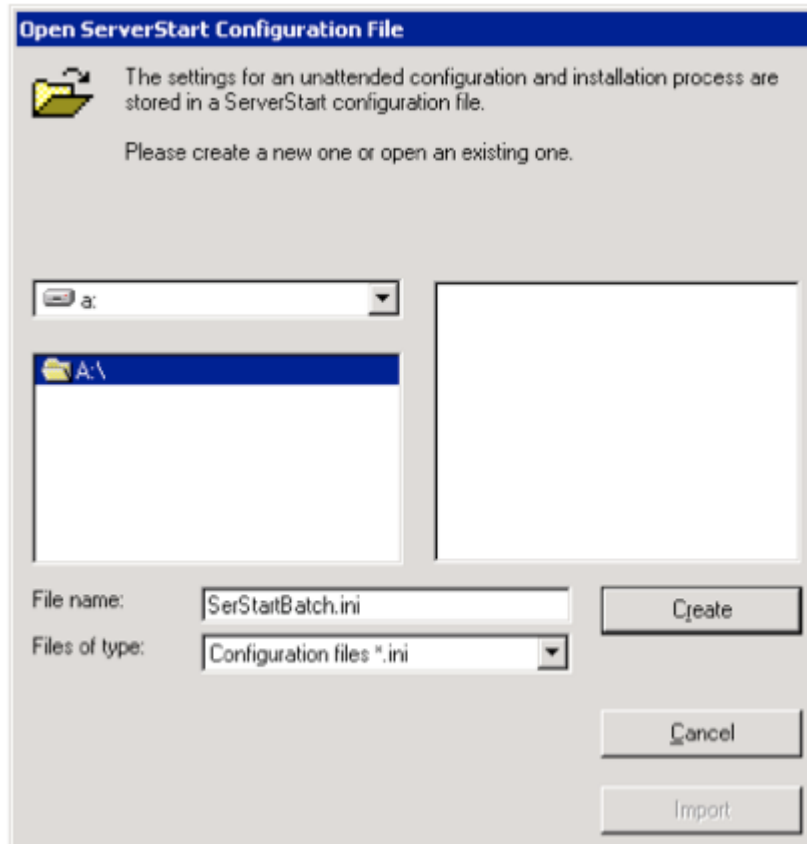 Open ServerStart Configuration File
The settings for an unattended configuration and installation process are
stored in a ServerStart configuration file.
Please create a new one or open an existing one.
a:
A:\
File name:
SerStartBatch.ini
Create
Files of type:
Configuration files *.ini
Cancel
Import